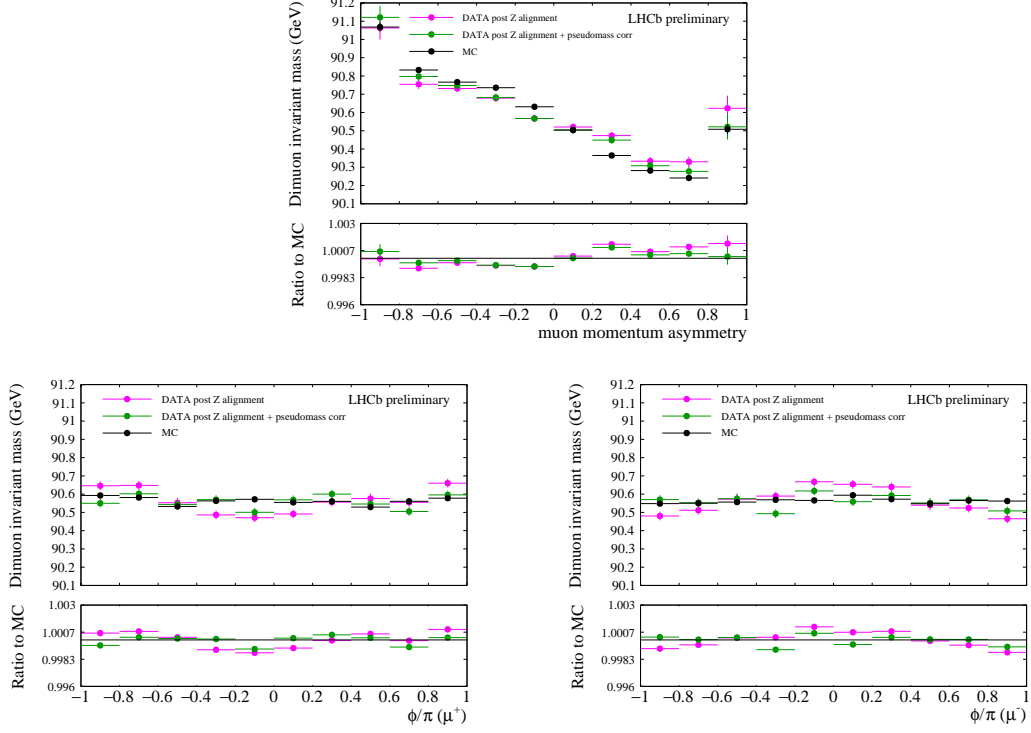 Dimuon invariant mass (GeV)
91.2
91.1
91
90.9
90.8
90.7
90.6
90.5
90.4
90.3
90.2
90.1
LHCb preliminary
DATA post Z alignment
DATA post Z alignment + pseudomass corr
MC
Ratio to MC
1.003
1.0007
0.9983
0.996
−1 −0.8 −0.6 −0.4 −0.2 0 0.2 0.4 0.6 0.8 1
muon momentum asymmetry
Dimuon invariant mass (GeV)
91.2
91.1
91
90.9
90.8
90.7
90.6
90.5
90.4
90.3
90.2
90.1
LHCb preliminary
DATA post Z alignment
DATA post Z alignment + pseudomass corr
MC
Ratio to MC
1.003
1.0007
0.9983
0.996
−1 −0.8 −0.6 −0.4 −0.2 0 0.2 0.4 0.6 0.8 1
ϕ/π (μ⁺)
Dimuon invariant mass (GeV)
91.2
91.1
91
90.9
90.8
90.7
90.6
90.5
90.4
90.3
90.2
90.1
LHCb preliminary
DATA post Z alignment
DATA post Z alignment + pseudomass corr
MC
Ratio to MC
1.003
1.0007
0.9983
0.996
−1 −0.8 −0.6 −0.4 −0.2 0 0.2 0.4 0.6 0.8 1
ϕ/π (μ⁻)